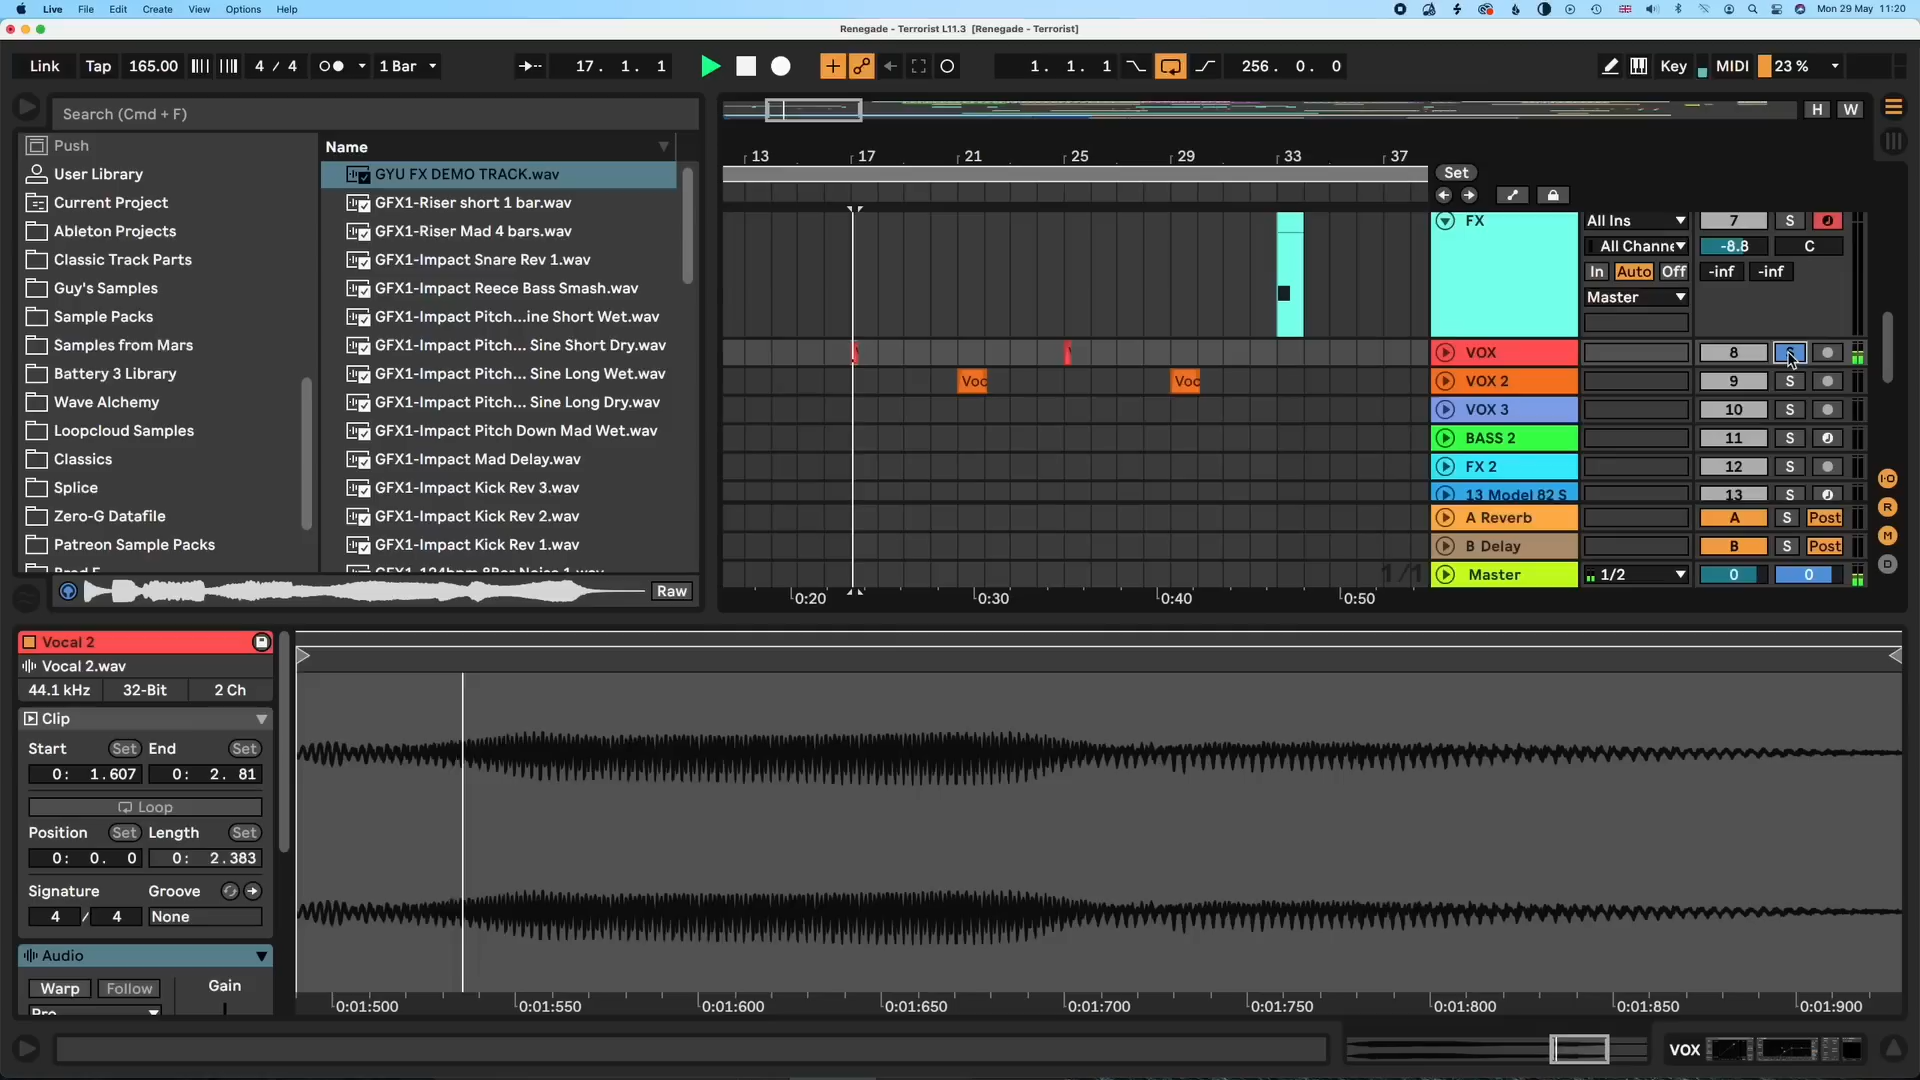 Live File Edit Create View Options Help Mon 29 May 11:20
Renegade - Terrorist L11.3 [Renegade - Terrorist]
Link Tap 165.00 4 / 4 1 Bar 17. 1. 1 1. 1. 1 256. 0. 0 Key MIDI 23 %
Search (Cmd + F)
H W
Push
User Library
Current Project
Ableton Projects
Classic Track Parts
Guy's Samples
Sample Packs
Samples from Mars
Battery 3 Library
Wave Alchemy
Loopcloud Samples
Classics
Splice
Zero-G Datafile
Patreon Sample Packs
Name
GYU FX DEMO TRACK.wav
GFX1-Riser short 1 bar.wav
GFX1-Riser Mad 4 bars.wav
GFX1-Impact Snare Rev 1.wav
GFX1-Impact Reece Bass Smash.wav
GFX1-Impact Pitch...ine Short Wet.wav
GFX1-Impact Pitch... Sine Short Dry.wav
GFX1-Impact Pitch... Sine Long Wet.wav
GFX1-Impact Pitch... Sine Long Dry.wav
GFX1-Impact Pitch Down Mad Wet.wav
GFX1-Impact Mad Delay.wav
GFX1-Impact Kick Rev 3.wav
GFX1-Impact Kick Rev 2.wav
GFX1-Impact Kick Rev 1.wav
Raw
13 17 21 25 29 33 37
Set
FX All Ins 7 S
All Channe -8.8 C
In Auto Off -inf -inf
Master
VOX 8 S
Voc Voc VOX 2 9 S
VOX 3 10 S
BASS 2 11 S
FX 2 12 S
13 Model 82 S 13 S
A Reverb A S Post
B Delay B S Post
1/1 Master 1/2 0 0
0:20 0:30 0:40 0:50
I·O
R
M
D
Vocal 2
Vocal 2.wav
44.1 kHz 32-Bit 2 Ch
Clip
Start Set End Set
0: 1.607 0: 2. 81
Loop
Position Set Length Set
0: 0. 0 0: 2.383
Signature Groove
4 / 4 None
Audio
Warp Follow Gain
0:01:500 0:01:550 0:01:600 0:01:650 0:01:700 0:01:750 0:01:800 0:01:850 0:01:900
VOX